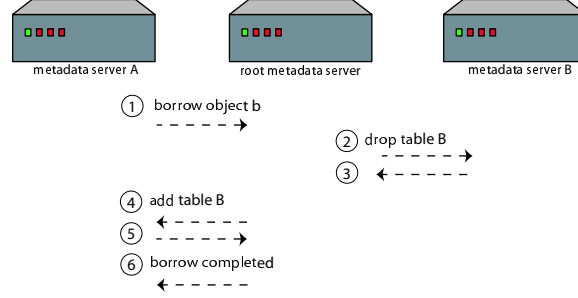 metadata server A
root metadata server
metadata server B
1 borrow object b
2 drop table B
3
4 add table B
5
6 borrow completed